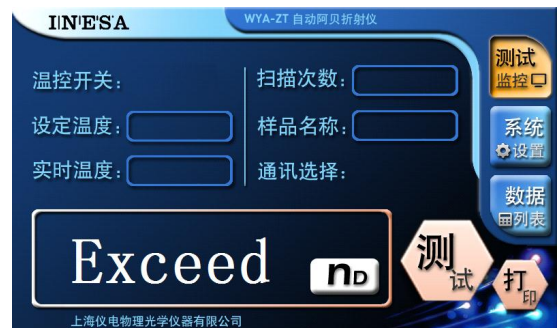 INESA
WYA-ZT 自动阿贝折射仪
温控开关：
扫描次数：
设定温度：
样品名称：
实时温度：
通讯选择：
测试
监控
系统
设置
数据
列表
Exceed
nD
测试
打印
上海仪电物理光学仪器有限公司